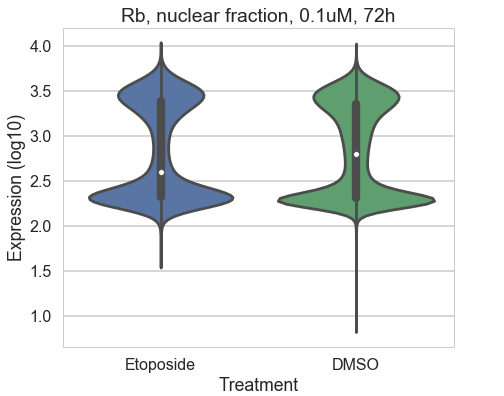 Rb, nuclear fraction, 0.1uM, 72h
Expression (log10)
4.0
3.5
3.0
2.5
2.0
1.5
1.0
Etoposide DMSO
Treatment